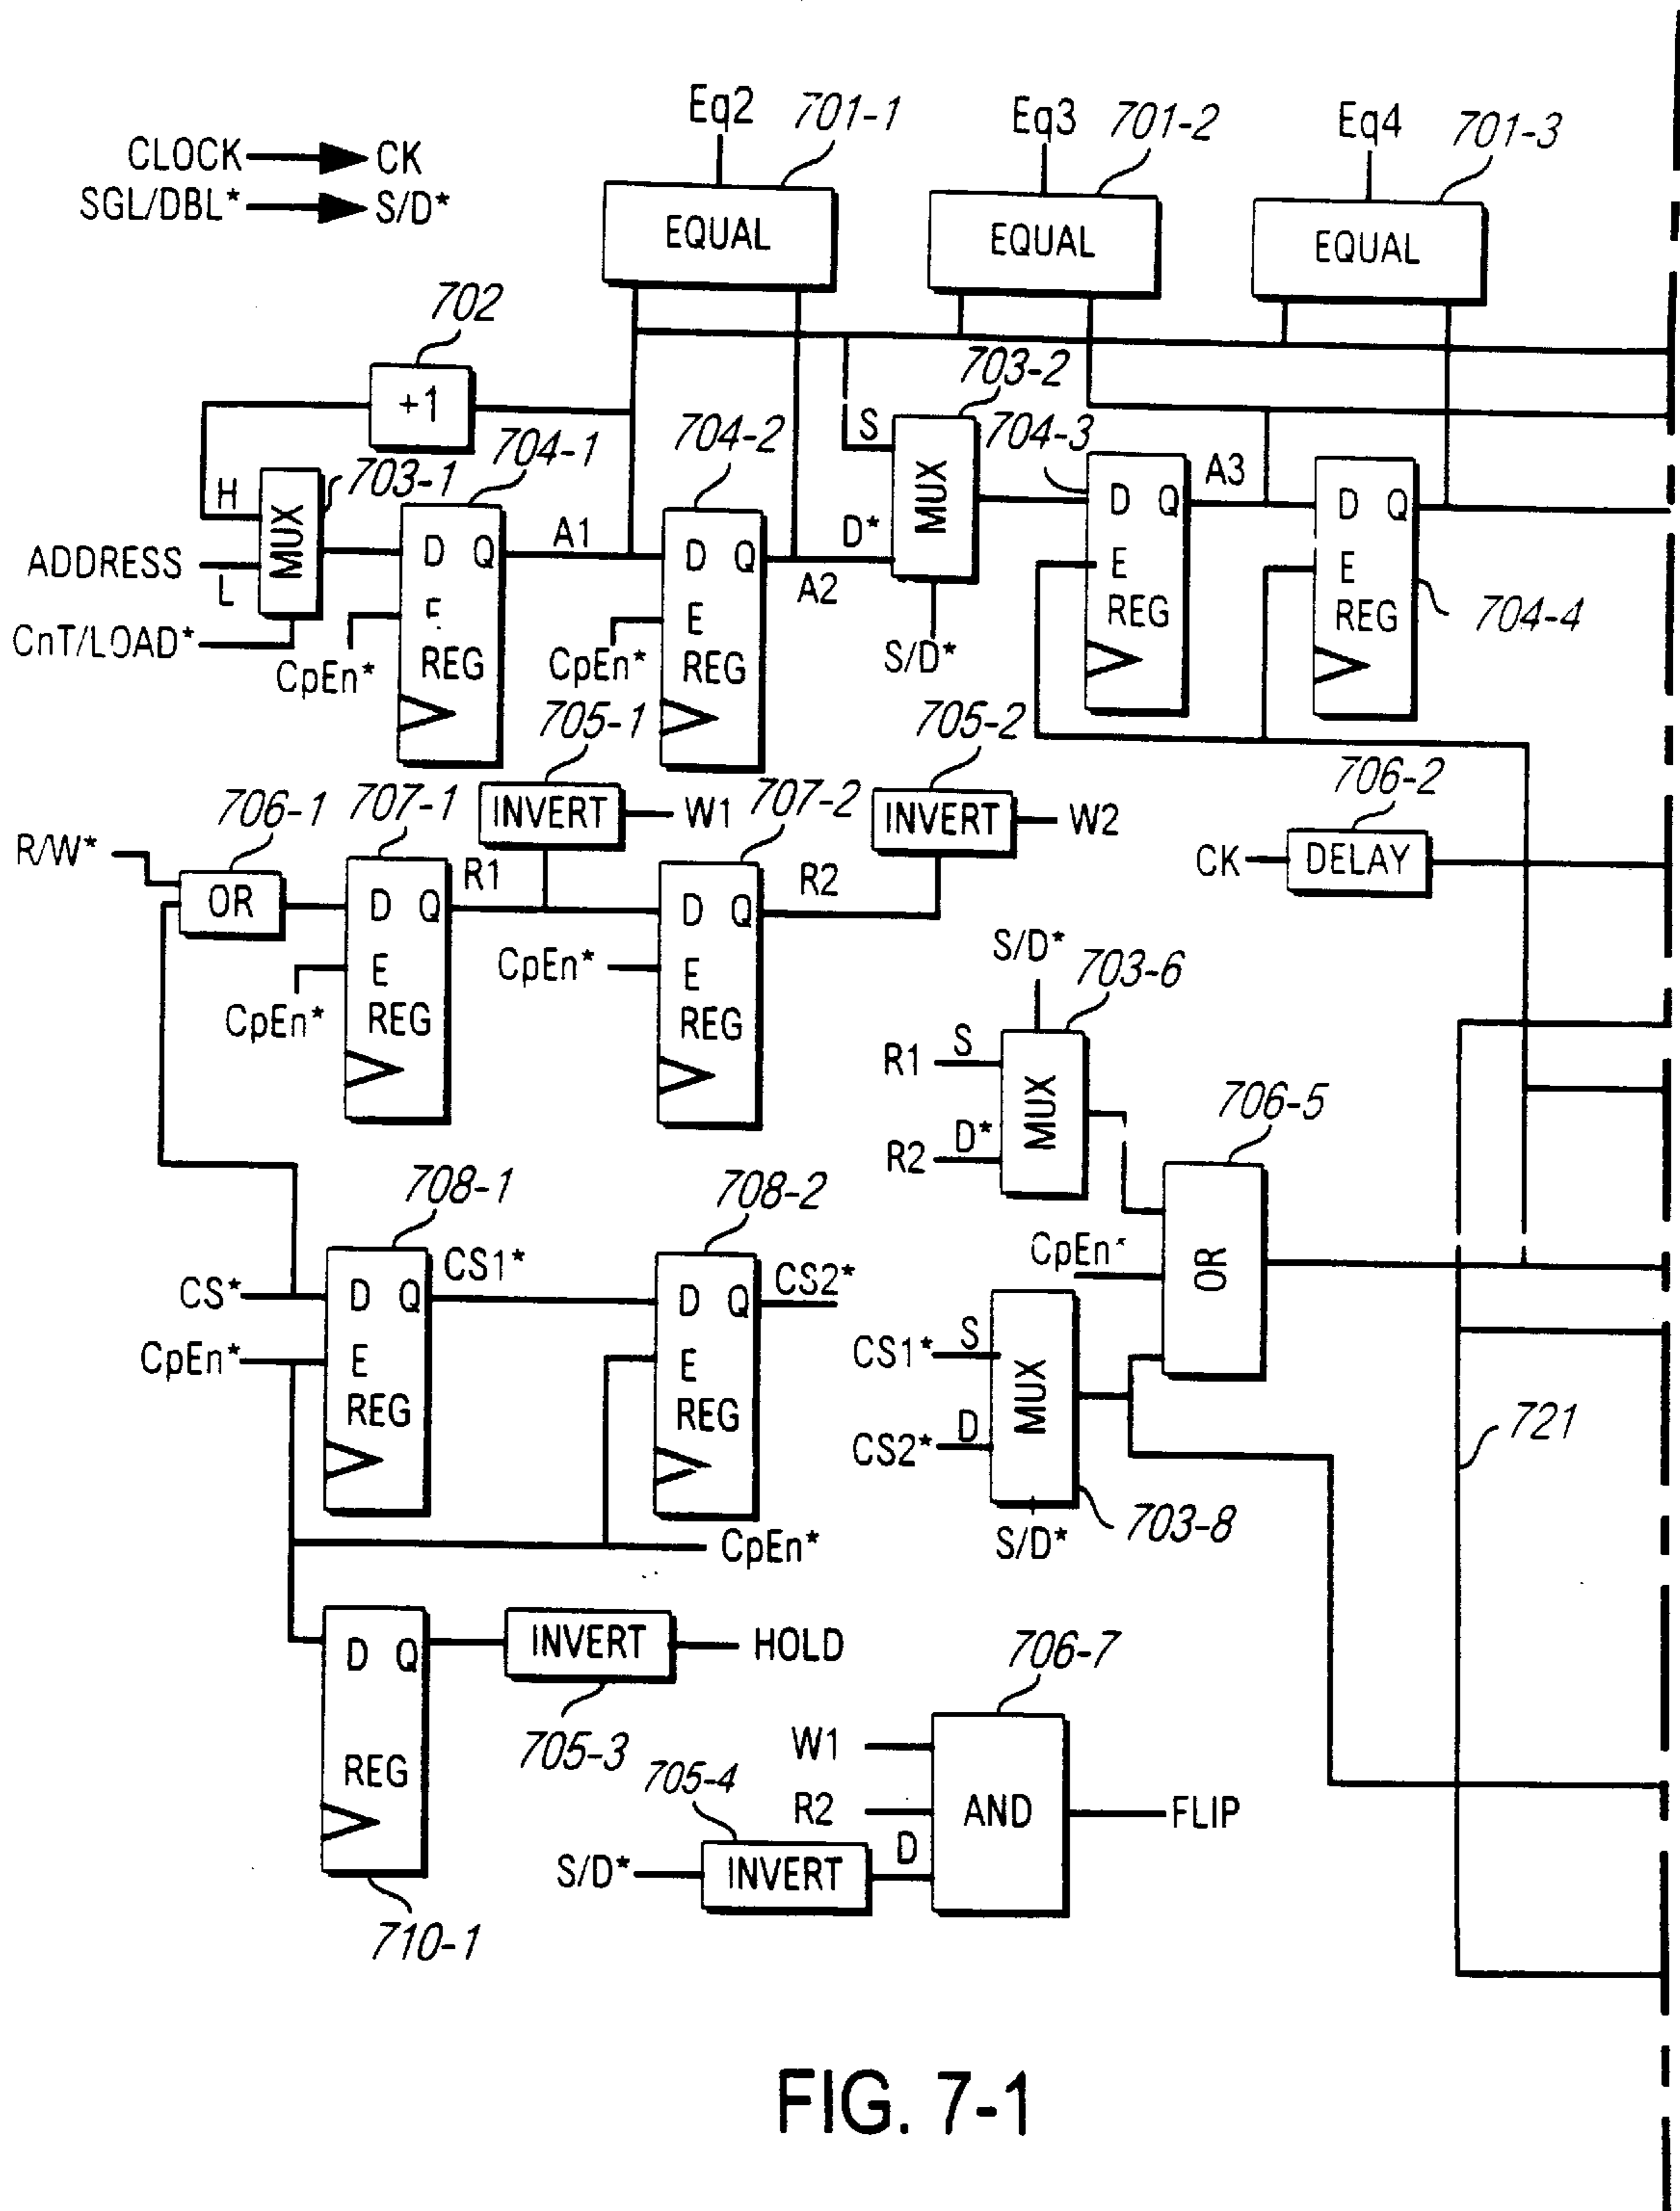 Eq2 701-1 Eq3 701-2 Eq4 701-3
CLOCK CK
SGL/DBL* S/D*
EQUAL EQUAL EQUAL
702
+1
703-2
704-1 704-2 S 704-3
H 703-1 MUX A3
MUX D Q A1 D Q D* D Q D Q
ADDRESS
L A2 E E
E REG REG 704-4
CnT/LOAD* CpEn* REG CpEn* REG S/D*
705-1 705-2
706-1 707-1 INVERT W1 707-2 INVERT W2 706-2
R/W* CK DELAY
OR D Q R1 D Q R2
CpEn* E CpEn* E S/D* 703-6
REG REG
R1 S
MUX 706-5
R2 D*
708-1 708-2
CpEn*
CS* D Q CS1* D Q CS2* OR
CpEn* E E CS1* S
REG REG MUX
CS2* D 721
CpEn* S/D* 703-8
D Q INVERT HOLD 706-7
705-3 W1
REG 705-4 R2 AND FLIP
S/D* INVERT D
710-1
FIG. 7-1